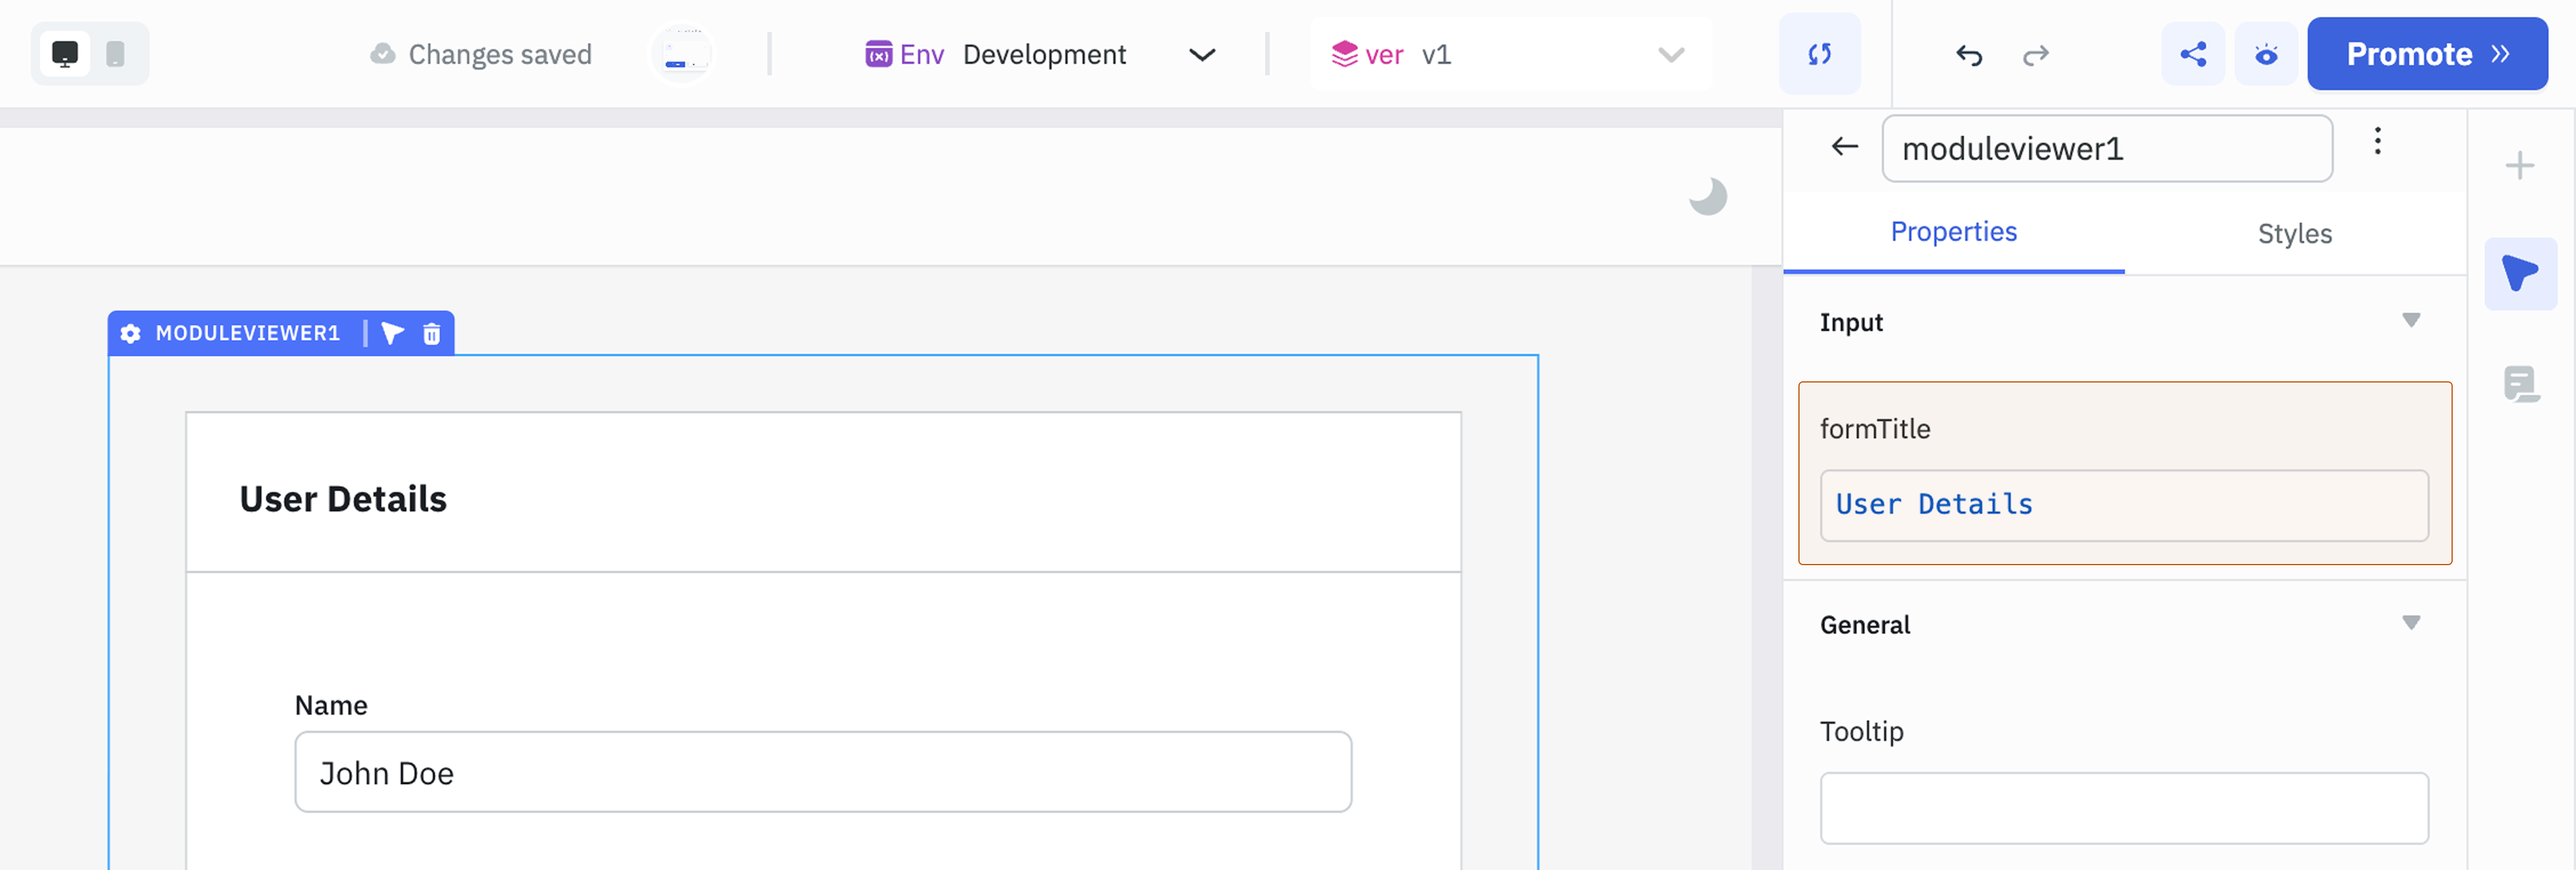 Changes saved
Env Development
ver v1
Promote
moduleviewer1
Properties
Styles
MODULEVIEWER1
User Details
Name
John Doe
Input
formTitle
User Details
General
Tooltip